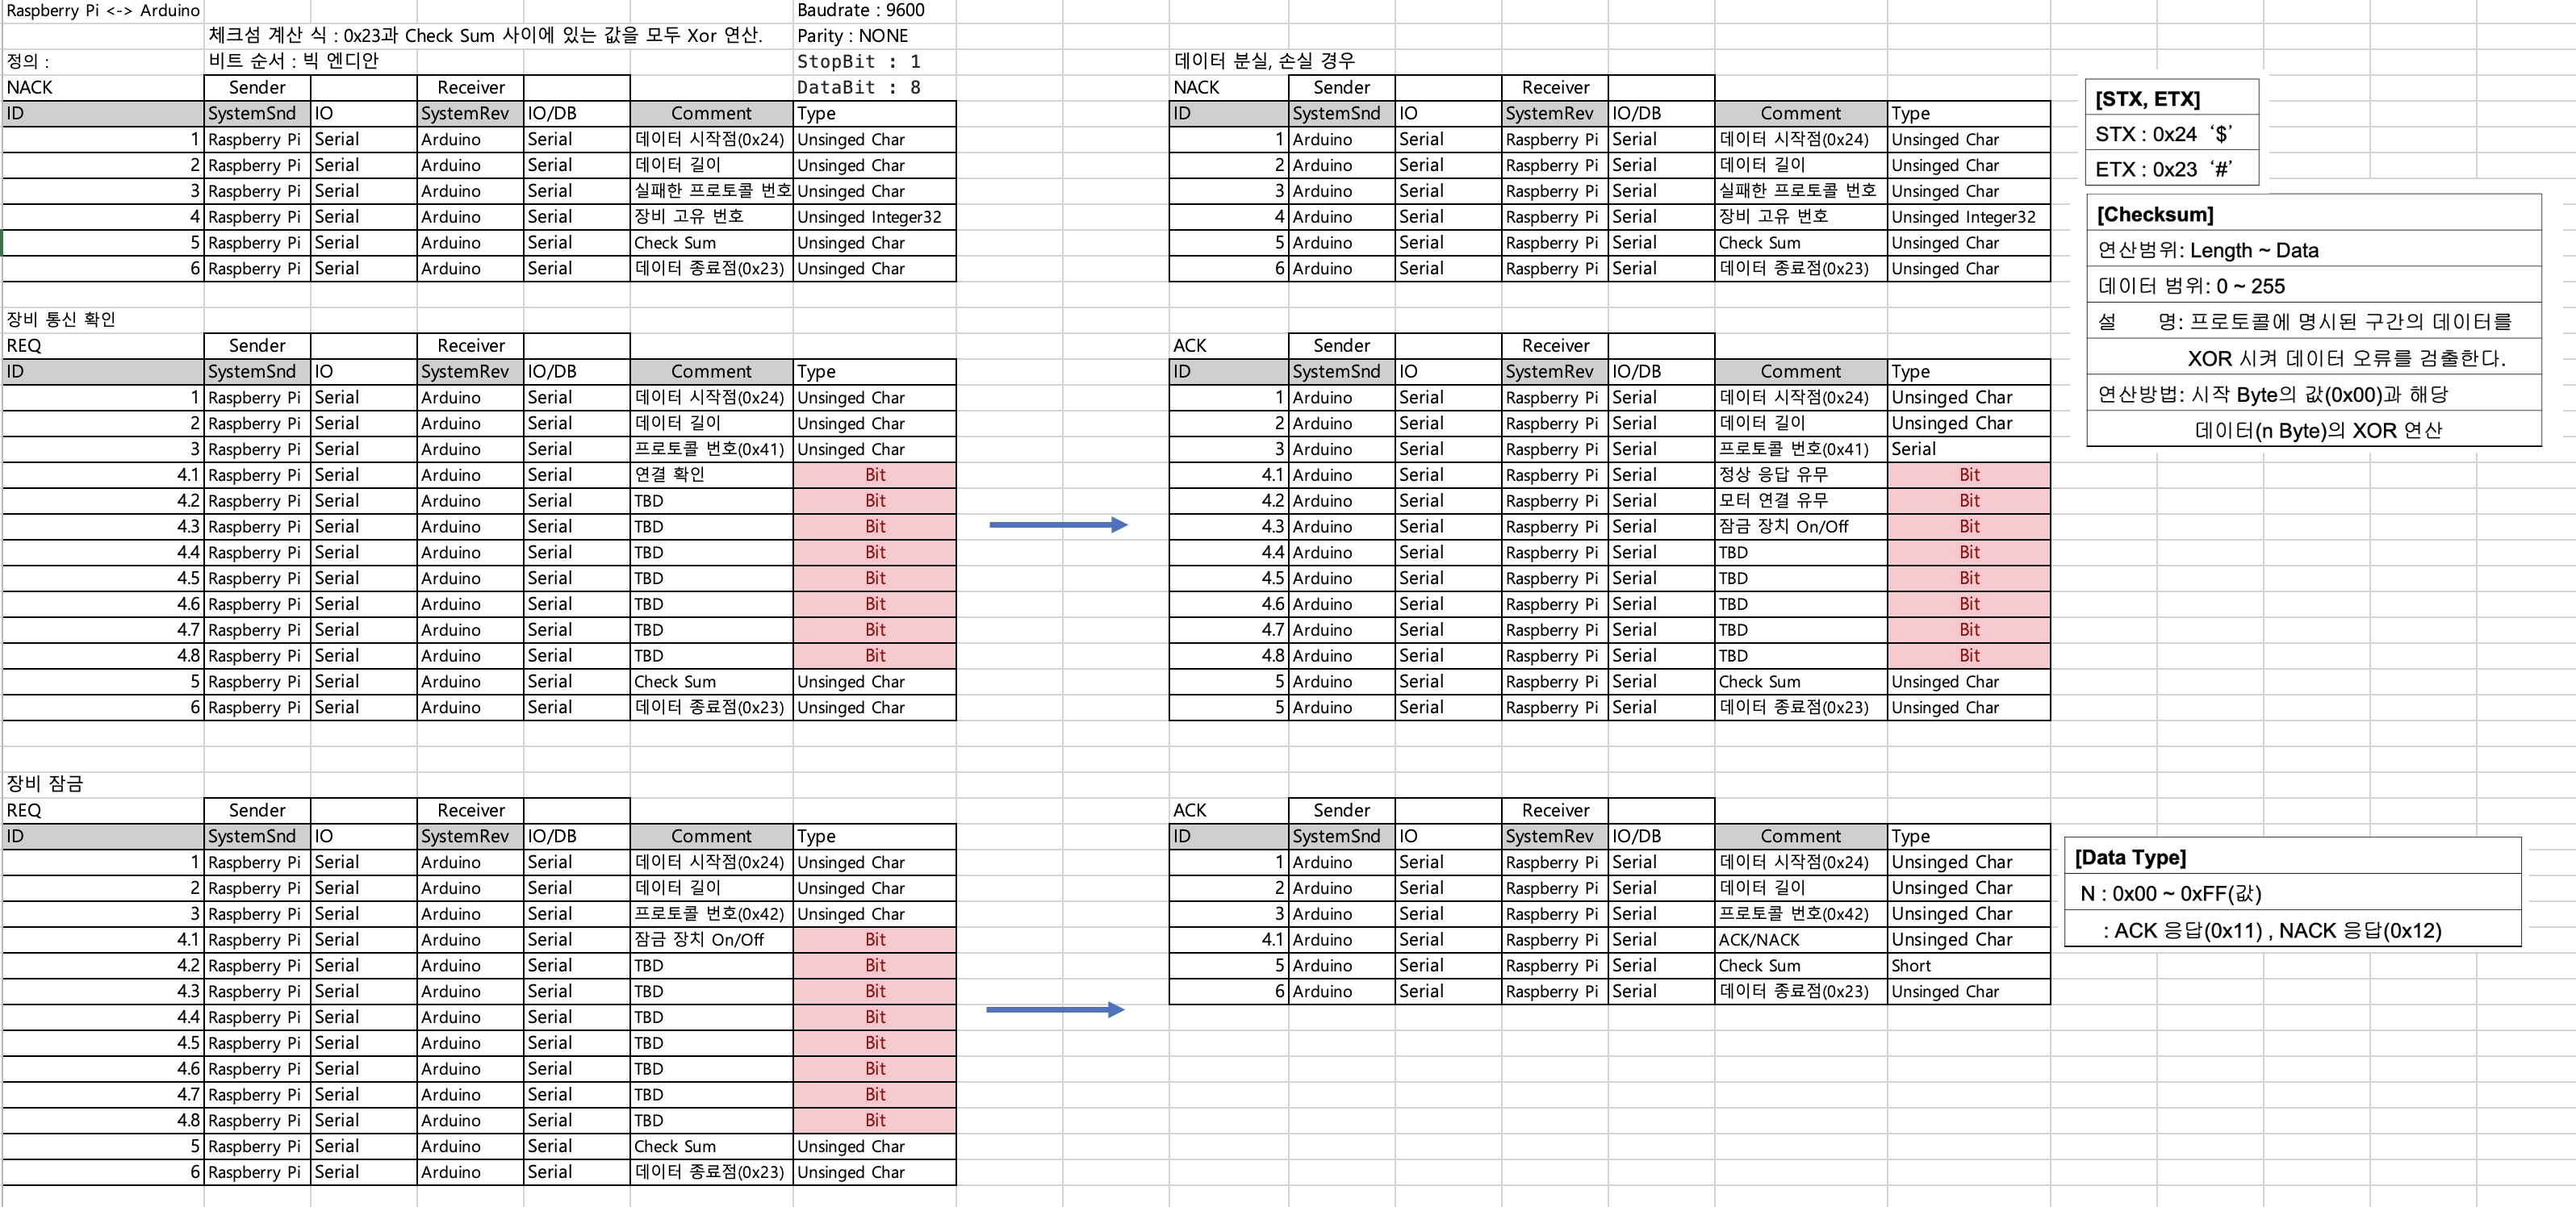 Raspberry Pi <-> Arduino Baudrate : 9600
체크섬 계산 식 : 0x23과 Check Sum 사이에 있는 값을 모두 Xor 연산. Parity : NONE
정의 : 비트 순서 : 빅 엔디안 StopBit : 1
NACK Sender Receiver DataBit : 8
ID SystemSnd IO SystemRev IO/DB Comment Type
1 Raspberry Pi Serial Arduino Serial 데이터 시작점(0x24) Unsinged Char
2 Raspberry Pi Serial Arduino Serial 데이터 길이 Unsinged Char
3 Raspberry Pi Serial Arduino Serial 실패한 프로토콜 번호 Unsinged Char
4 Raspberry Pi Serial Arduino Serial 장비 고유 번호 Unsinged Integer32
5 Raspberry Pi Serial Arduino Serial Check Sum Unsinged Char
6 Raspberry Pi Serial Arduino Serial 데이터 종료점(0x23) Unsinged Char
데이터 분실, 손실 경우
NACK Sender Receiver
ID SystemSnd IO SystemRev IO/DB Comment Type
1 Arduino Serial Raspberry Pi Serial 데이터 시작점(0x24) Unsinged Char
2 Arduino Serial Raspberry Pi Serial 데이터 길이 Unsinged Char
3 Arduino Serial Raspberry Pi Serial 실패한 프로토콜 번호 Unsinged Char
4 Arduino Serial Raspberry Pi Serial 장비 고유 번호 Unsinged Integer32
5 Arduino Serial Raspberry Pi Serial Check Sum Unsinged Char
6 Arduino Serial Raspberry Pi Serial 데이터 종료점(0x23) Unsinged Char
[STX, ETX]
STX : 0x24 ‘$’
ETX : 0x23 ‘#’
[Checksum]
연산범위: Length ~ Data
데이터 범위: 0 ~ 255
설 명: 프로토콜에 명시된 구간의 데이터를
XOR 시켜 데이터 오류를 검출한다.
연산방법: 시작 Byte의 값(0x00)과 해당
데이터(n Byte)의 XOR 연산
장비 통신 확인
REQ Sender Receiver
ID SystemSnd IO SystemRev IO/DB Comment Type
1 Raspberry Pi Serial Arduino Serial 데이터 시작점(0x24) Unsinged Char
2 Raspberry Pi Serial Arduino Serial 데이터 길이 Unsinged Char
3 Raspberry Pi Serial Arduino Serial 프로토콜 번호(0x41) Unsinged Char
4.1 Raspberry Pi Serial Arduino Serial 연결 확인 Bit
4.2 Raspberry Pi Serial Arduino Serial TBD Bit
4.3 Raspberry Pi Serial Arduino Serial TBD Bit
4.4 Raspberry Pi Serial Arduino Serial TBD Bit
4.5 Raspberry Pi Serial Arduino Serial TBD Bit
4.6 Raspberry Pi Serial Arduino Serial TBD Bit
4.7 Raspberry Pi Serial Arduino Serial TBD Bit
4.8 Raspberry Pi Serial Arduino Serial TBD Bit
5 Raspberry Pi Serial Arduino Serial Check Sum Unsinged Char
6 Raspberry Pi Serial Arduino Serial 데이터 종료점(0x23) Unsinged Char
ACK Sender Receiver
ID SystemSnd IO SystemRev IO/DB Comment Type
1 Arduino Serial Raspberry Pi Serial 데이터 시작점(0x24) Unsinged Char
2 Arduino Serial Raspberry Pi Serial 데이터 길이 Unsinged Char
3 Arduino Serial Raspberry Pi Serial 프로토콜 번호(0x41) Serial
4.1 Arduino Serial Raspberry Pi Serial 정상 응답 유무 Bit
4.2 Arduino Serial Raspberry Pi Serial 모터 연결 유무 Bit
4.3 Arduino Serial Raspberry Pi Serial 잠금 장치 On/Off Bit
4.4 Arduino Serial Raspberry Pi Serial TBD Bit
4.5 Arduino Serial Raspberry Pi Serial TBD Bit
4.6 Arduino Serial Raspberry Pi Serial TBD Bit
4.7 Arduino Serial Raspberry Pi Serial TBD Bit
4.8 Arduino Serial Raspberry Pi Serial TBD Bit
5 Arduino Serial Raspberry Pi Serial Check Sum Unsinged Char
5 Arduino Serial Raspberry Pi Serial 데이터 종료점(0x23) Unsinged Char
장비 잠금
REQ Sender Receiver
ID SystemSnd IO SystemRev IO/DB Comment Type
1 Raspberry Pi Serial Arduino Serial 데이터 시작점(0x24) Unsinged Char
2 Raspberry Pi Serial Arduino Serial 데이터 길이 Unsinged Char
3 Raspberry Pi Serial Arduino Serial 프로토콜 번호(0x42) Unsinged Char
4.1 Raspberry Pi Serial Arduino Serial 잠금 장치 On/Off Bit
4.2 Raspberry Pi Serial Arduino Serial TBD Bit
4.3 Raspberry Pi Serial Arduino Serial TBD Bit
4.4 Raspberry Pi Serial Arduino Serial TBD Bit
4.5 Raspberry Pi Serial Arduino Serial TBD Bit
4.6 Raspberry Pi Serial Arduino Serial TBD Bit
4.7 Raspberry Pi Serial Arduino Serial TBD Bit
4.8 Raspberry Pi Serial Arduino Serial TBD Bit
5 Raspberry Pi Serial Arduino Serial Check Sum Unsinged Char
6 Raspberry Pi Serial Arduino Serial 데이터 종료점(0x23) Unsinged Char
ACK Sender Receiver
ID SystemSnd IO SystemRev IO/DB Comment Type
1 Arduino Serial Raspberry Pi Serial 데이터 시작점(0x24) Unsinged Char
2 Arduino Serial Raspberry Pi Serial 데이터 길이 Unsinged Char
3 Arduino Serial Raspberry Pi Serial 프로토콜 번호(0x42) Unsinged Char
4.1 Arduino Serial Raspberry Pi Serial ACK/NACK Unsinged Char
5 Arduino Serial Raspberry Pi Serial Check Sum Short
6 Arduino Serial Raspberry Pi Serial 데이터 종료점(0x23) Unsinged Char
[Data Type]
N : 0x00 ~ 0xFF(값)
: ACK 응답(0x11) , NACK 응답(0x12)